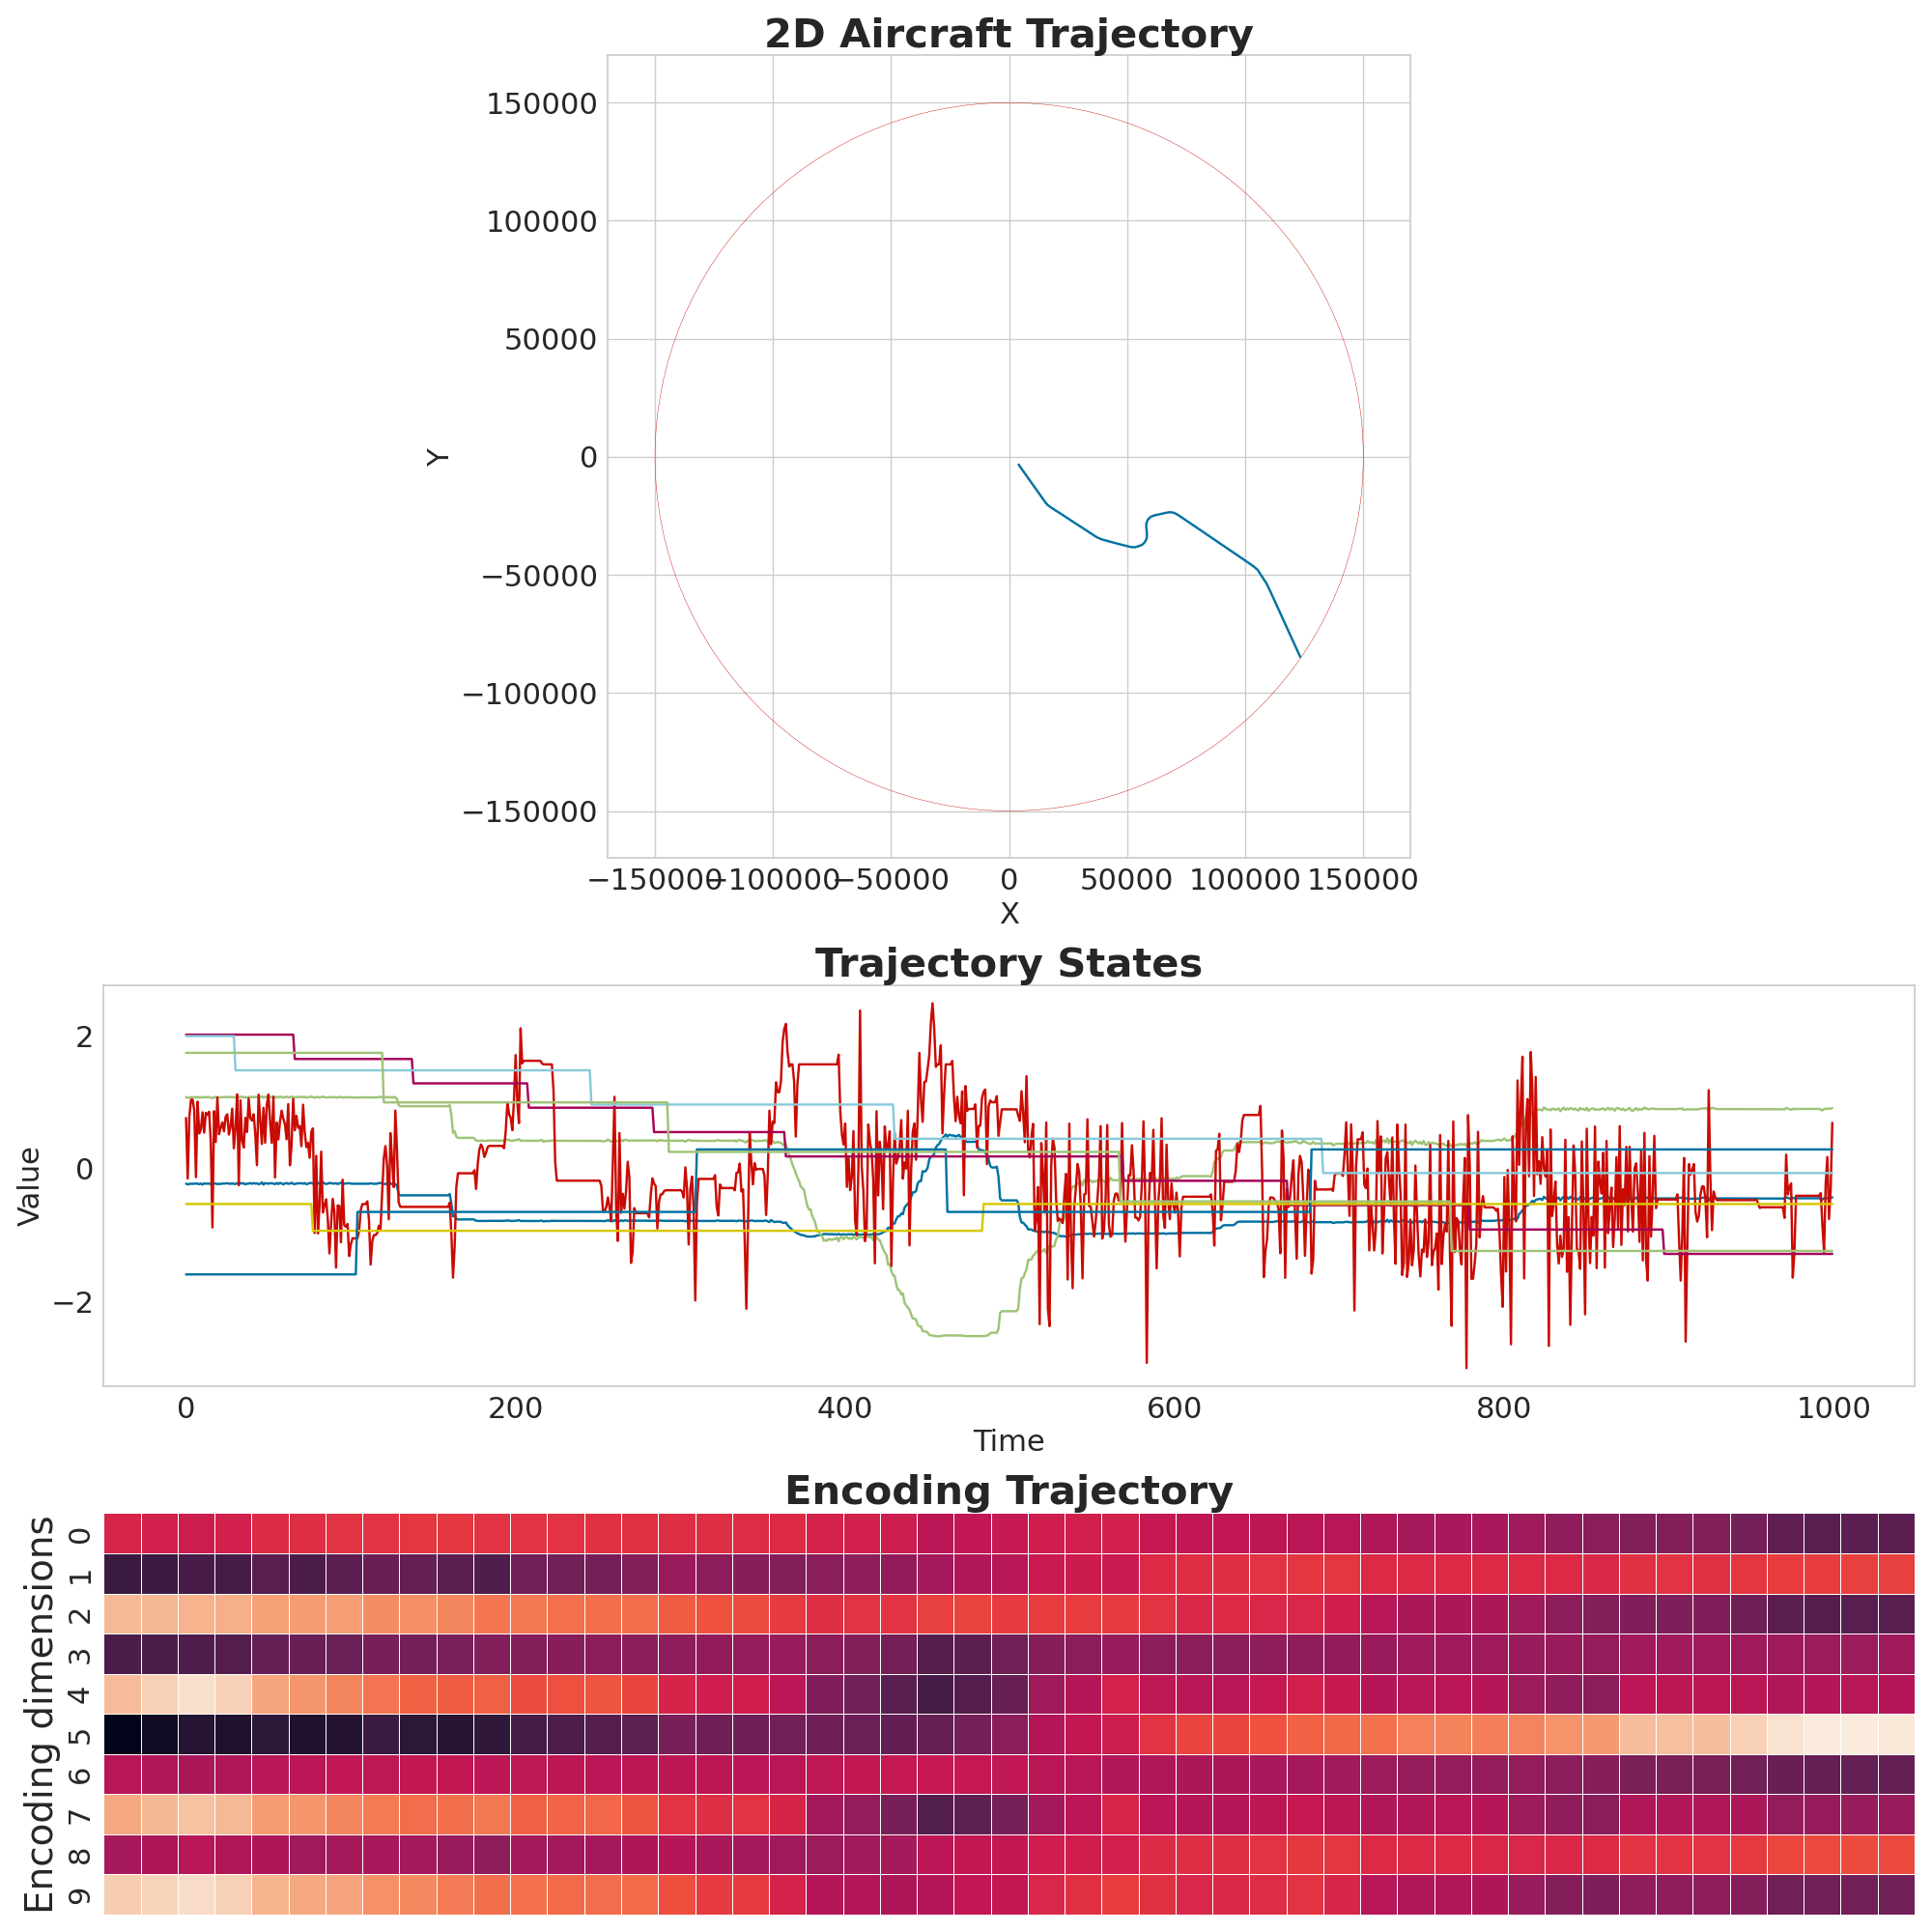 2D Aircraft Trajectory
150000
100000
50000
0
−50000
−100000
−150000
Y
−150000 −100000 −50000 0 50000 100000 150000
X
Trajectory States
2
0
−2
Value
0 200 400 600 800 1000
Time
Encoding Trajectory
Encoding dimensions
0
1
2
3
4
5
6
7
8
9